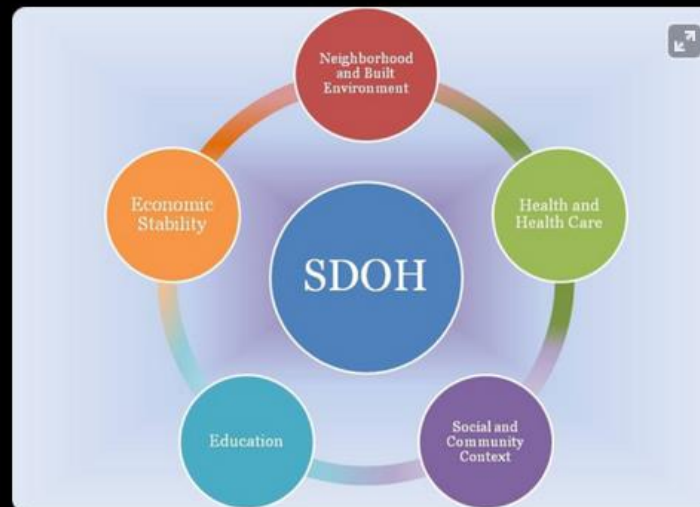 Neighborhood
and Built
Environment
Economic
Stability
Health and
Health Care
SDOH
Education
Social and
Community
Context